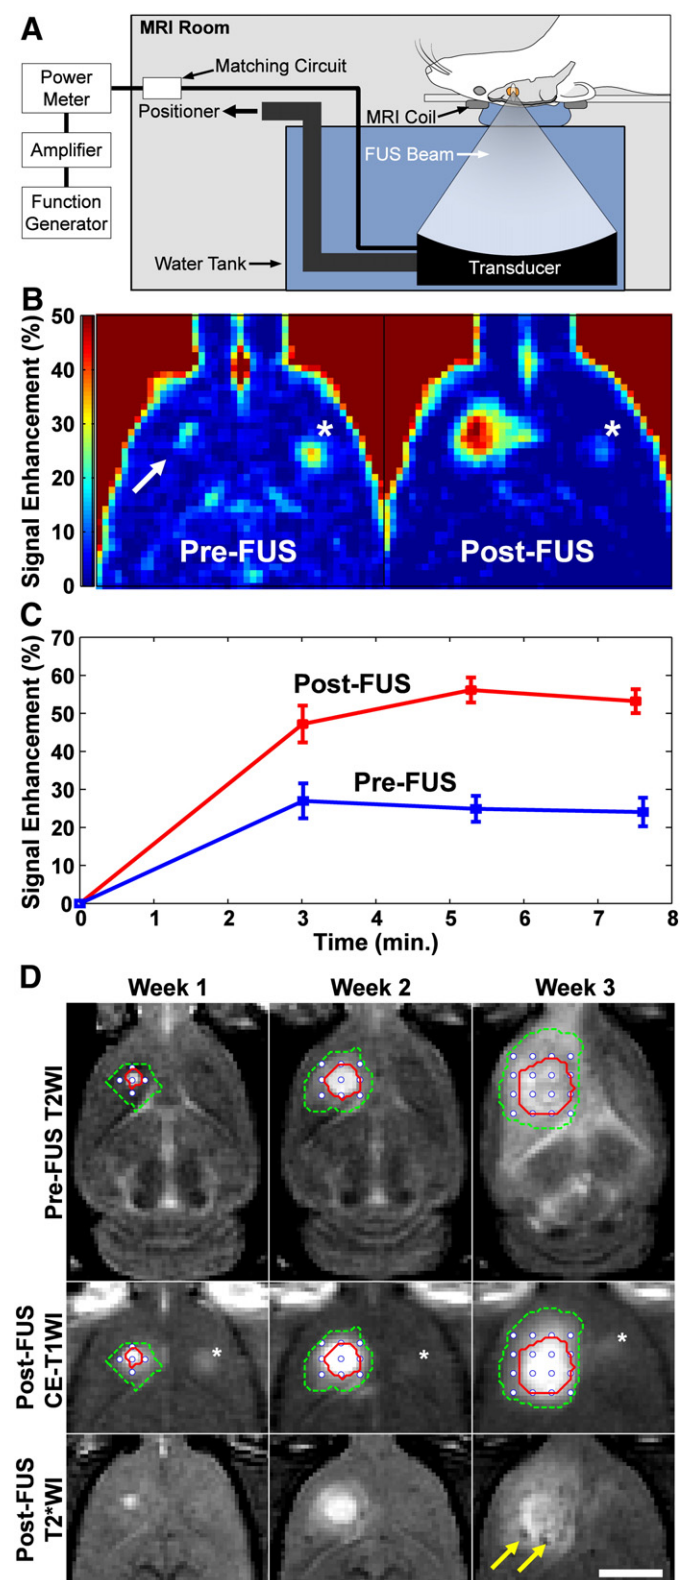 A
MRI Room
Power
Meter
Matching Circuit
Positioner
MRI Coil
Amplifier
FUS Beam
Function
Generator
Water Tank
Transducer
B
Signal Enhancement (%)
50
40
30
20
10
0
*
*
Pre-FUS
Post-FUS
C
Signal Enhancement (%)
70
60
50
40
30
20
10
0
Post-FUS
Pre-FUS
0 1 2 3 4 5 6 7 8
Time (min.)
D
Week 1 Week 2 Week 3
Pre-FUS T2WI
Post-FUS
CE-T1WI
* * *
Post-FUS
T2*WI